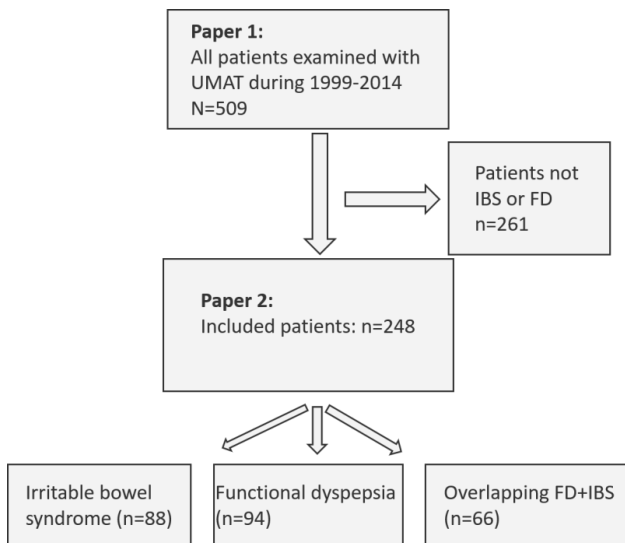 Paper 1:
All patients examined with
UMAT during 1999-2014
N=509
Patients not
IBS or FD
n=261
Paper 2:
Included patients: n=248
Irritable bowel
syndrome (n=88)
Functional dyspepsia
(n=94)
Overlapping FD+IBS
(n=66)